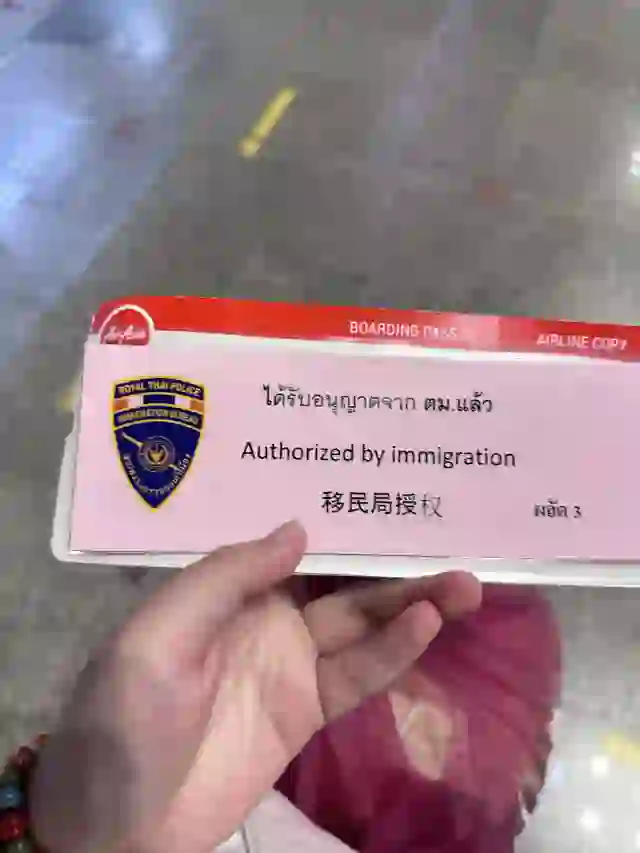 AirAsia
BOARDING PASS
AIRLINE COPY
ROYAL THAI POLICE
IMMIGRATION BUREAU
ได้รับอนุญาตจาก ตม.แล้ว
Authorized by immigration
移民局授权
ผลัด 3